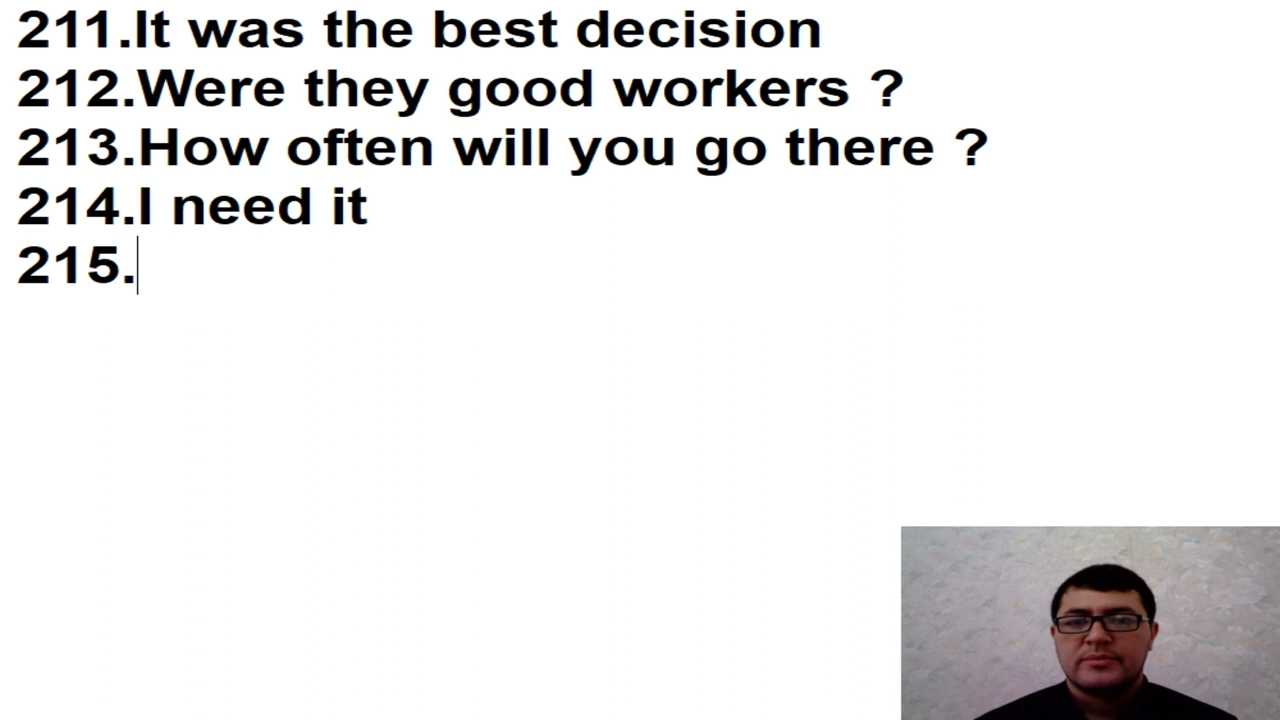 211.It was the best decision
212.Were they good workers ?
213.How often will you go there ?
214.I need it
215.